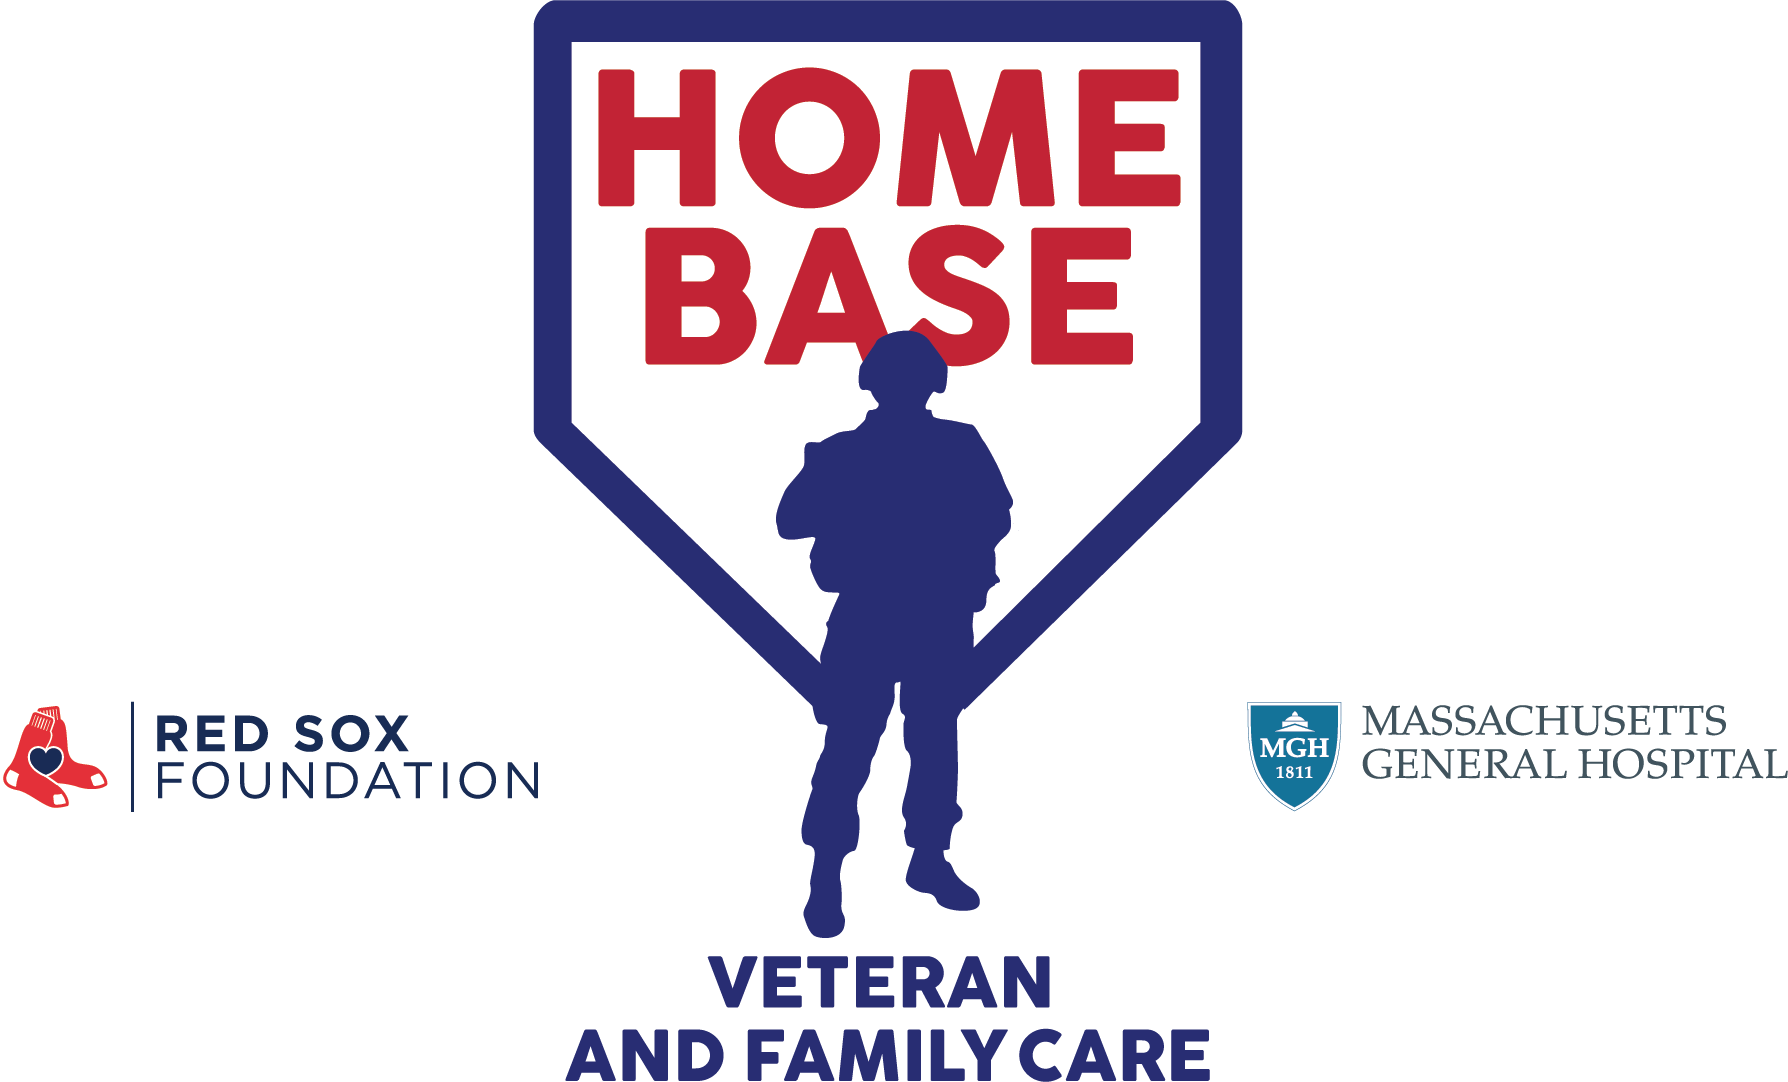 HOME
BASE
RED SOX
FOUNDATION
MGH
1811
MASSACHUSETTS
GENERAL HOSPITAL
VETERAN
AND FAMILY CARE